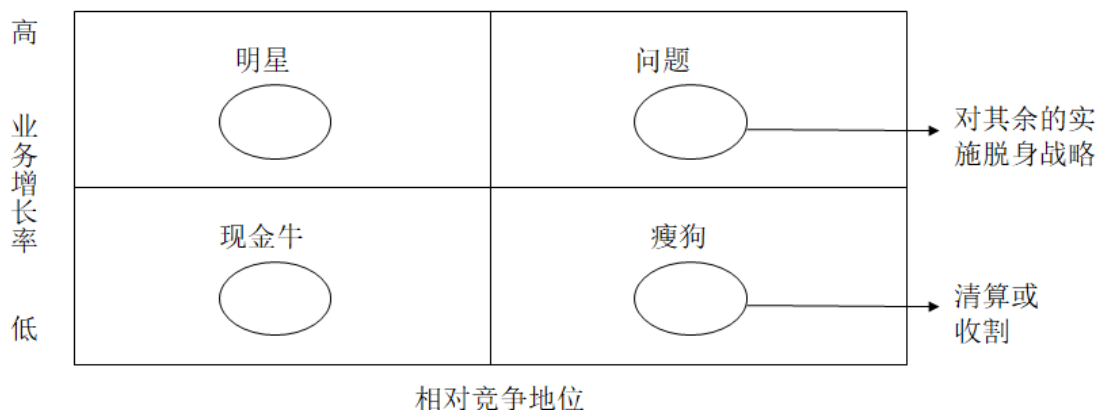 高
明星
问题
业务增长率
对其余的实
施脱身战略
现金牛
瘦狗
低
清算或
收割
相对竞争地位